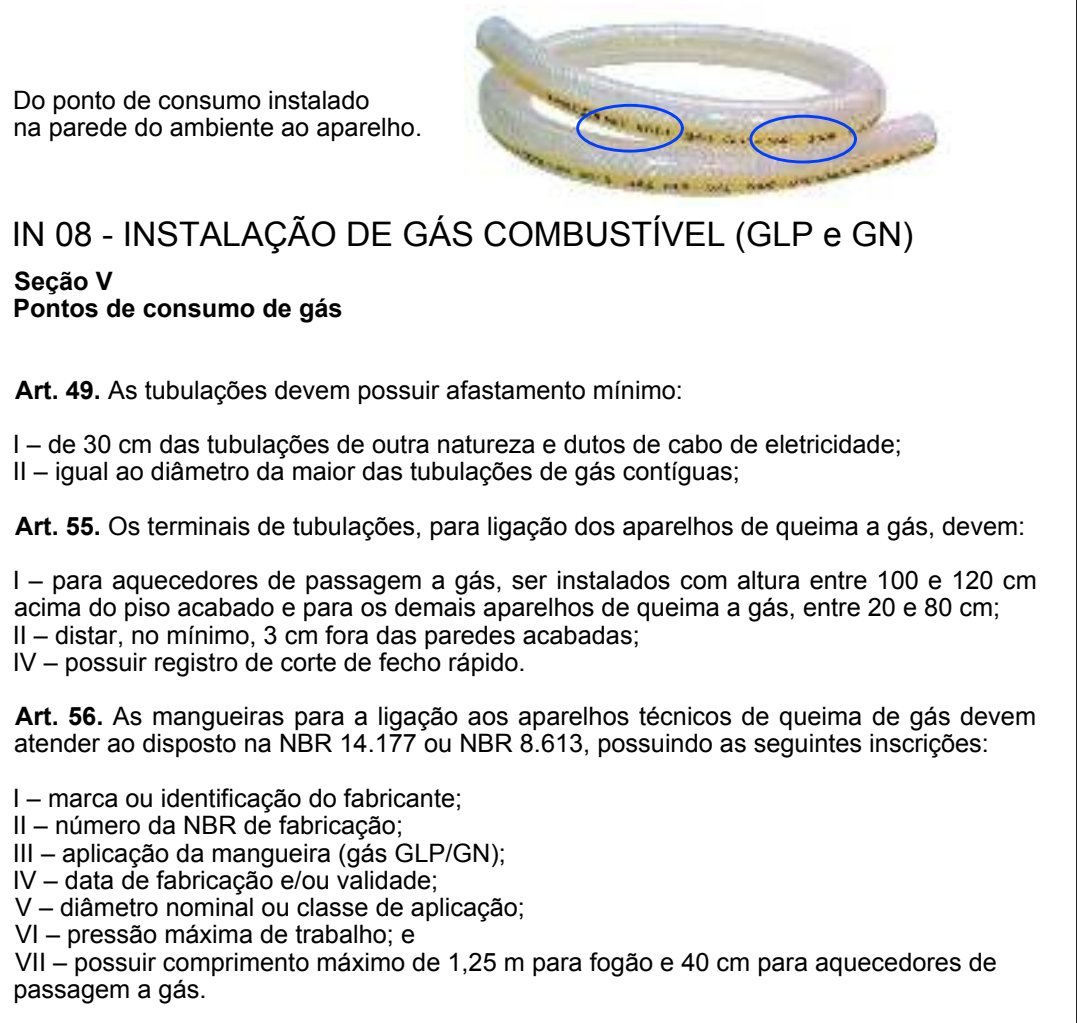 Do ponto de consumo instalado
na parede do ambiente ao aparelho.
IN 08 - INSTALAÇÃO DE GÁS COMBUSTÍVEL (GLP e GN)
Seção V
Pontos de consumo de gás
Art. 49. As tubulações devem possuir afastamento mínimo:
I – de 30 cm das tubulações de outra natureza e dutos de cabo de eletricidade;
II – igual ao diâmetro da maior das tubulações de gás contíguas;
Art. 55. Os terminais de tubulações, para ligação dos aparelhos de queima a gás, devem:
I – para aquecedores de passagem a gás, ser instalados com altura entre 100 e 120 cm
acima do piso acabado e para os demais aparelhos de queima a gás, entre 20 e 80 cm;
II – distar, no mínimo, 3 cm fora das paredes acabadas;
IV – possuir registro de corte de fecho rápido.
Art. 56. As mangueiras para a ligação aos aparelhos técnicos de queima de gás devem
atender ao disposto na NBR 14.177 ou NBR 8.613, possuindo as seguintes inscrições:
I – marca ou identificação do fabricante;
II – número da NBR de fabricação;
III – aplicação da mangueira (gás GLP/GN);
IV – data de fabricação e/ou validade;
V – diâmetro nominal ou classe de aplicação;
VI – pressão máxima de trabalho; e
VII – possuir comprimento máximo de 1,25 m para fogão e 40 cm para aquecedores de
passagem a gás.